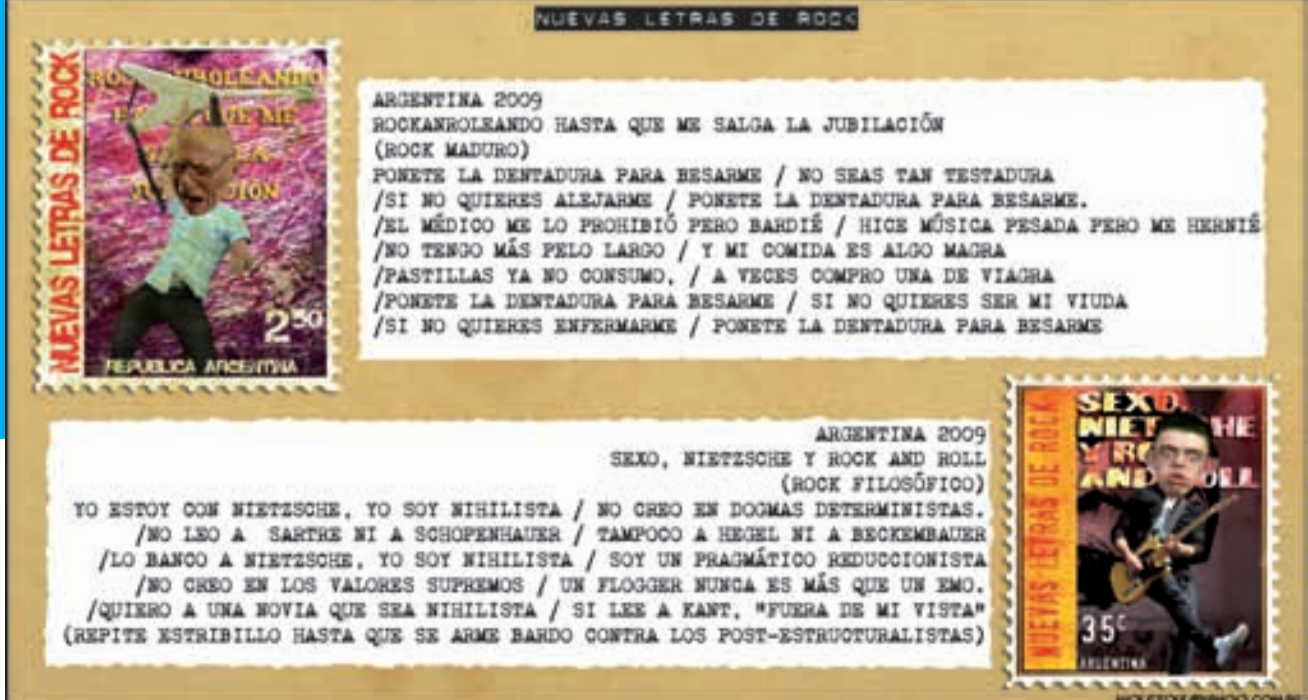 NUEVAS LETRAS DE ROCK
NUEVAS LETRAS DE ROCK
ROCKANROLLANDO
QUE ME
LA
2.50
REPUBLICA ARGENTINA
ARGENTINA 2009
ROCKANROLEANDO HASTA QUE ME SALGA LA JUBILACIÓN
(ROCK MADURO)
PONETE LA DENTADURA PARA BESARME / NO SEAS TAN TESTADURA
/SI NO QUIERES ALEJARME / PONETE LA DENTADURA PARA BESARME.
/EL MÉDICO ME LO PROHIBIÓ PERO BARDIÉ / HICE MÚSICA PESADA PERO ME HERNIÉ
/NO TENGO MÁS PELO LARGO / Y MI COMIDA ES ALGO MAGRA
/PASTILLAS YA NO CONSUMO, / A VECES COMPRO UNA DE VIAGRA
/PONETE LA DENTADURA PARA BESARME / SI NO QUIERES SER MI VIUDA
/SI NO QUIERES ENFERMARME / PONETE LA DENTADURA PARA BESARME
ARGENTINA 2009
SEXO, NIETZSCHE Y ROCK AND ROLL
(ROCK FILOSÓFICO)
YO ESTOY CON NIETZSCHE, YO SOY NIHILISTA / NO CREO EN DOGMAS DETERMINISTAS.
/NO LEO A SARTRE NI A SCHOPENHAUER / TAMPOCO A HEGEL NI A BECKEMBAUER
/LO BANCO A NIETZSCHE, YO SOY NIHILISTA / SOY UN PRAGMÁTICO REDUCCIONISTA
/NO CREO EN LOS VALORES SUPREMOS / UN FLOGGER NUNCA ES MÁS QUE UN EMO.
/QUIERO A UNA NOVIA QUE SEA NIHILISTA / SI LEE A KANT, "FUERA DE MI VISTA"
(REPITE ESTRIBILLO HASTA QUE SE ARME BARDO CONTRA LOS POST-ESTRUCTURALISTAS)
NUEVAS LETRAS DE ROCK
SEXO,
NIETZSCHE
Y ROCK
AND ROLL
35c
ARGENTINA